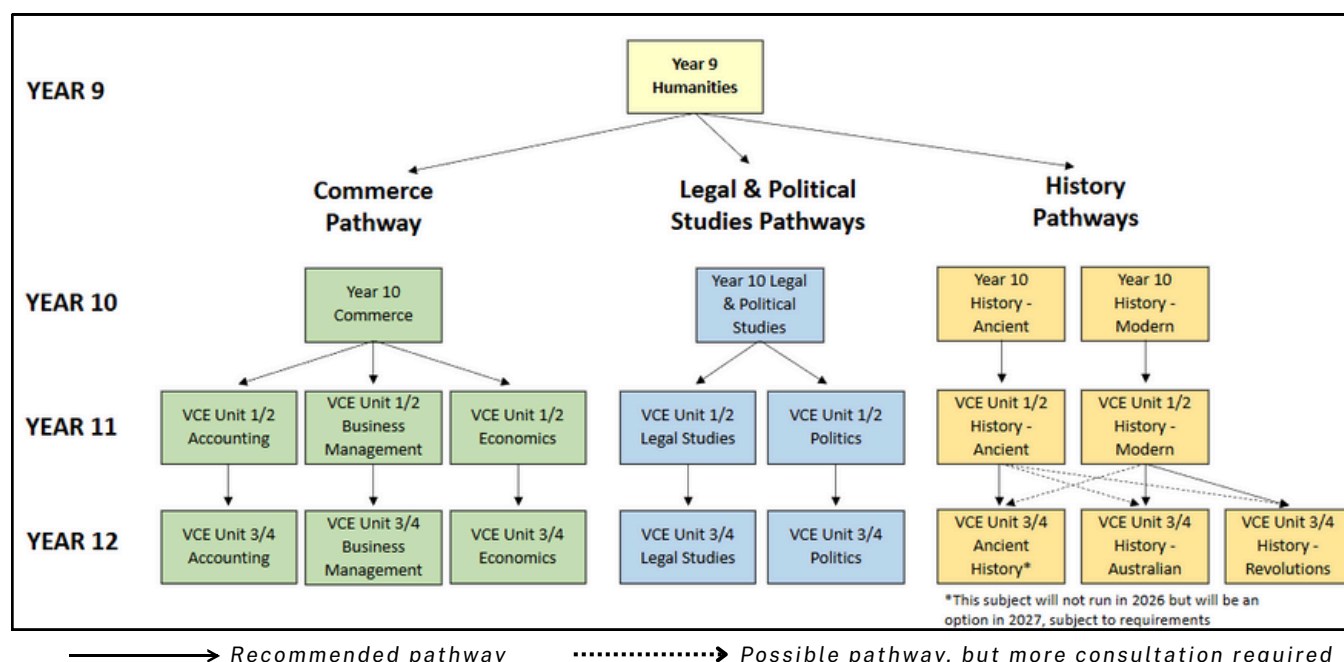 YEAR 9
Year 9
Humanities
Commerce
Pathway
Legal & Political
Studies Pathways
History
Pathways
YEAR 10
Year 10
Commerce
Year 10 Legal
& Political
Studies
Year 10
History -
Ancient
Year 10
History -
Modern
YEAR 11
VCE Unit 1/2
Accounting
VCE Unit 1/2
Business
Management
VCE Unit 1/2
Economics
VCE Unit 1/2
Legal Studies
VCE Unit 1/2
Politics
VCE Unit 1/2
History -
Ancient
VCE Unit 1/2
History -
Modern
YEAR 12
VCE Unit 3/4
Accounting
VCE Unit 3/4
Business
Management
VCE Unit 3/4
Economics
VCE Unit 3/4
Legal Studies
VCE Unit 3/4
Politics
VCE Unit 3/4
Ancient
History*
VCE Unit 3/4
History -
Australian
VCE Unit 3/4
History -
Revolutions
*This subject will not run in 2026 but will be an
option in 2027, subject to requirements
Recommended pathway
Possible pathway, but more consultation required